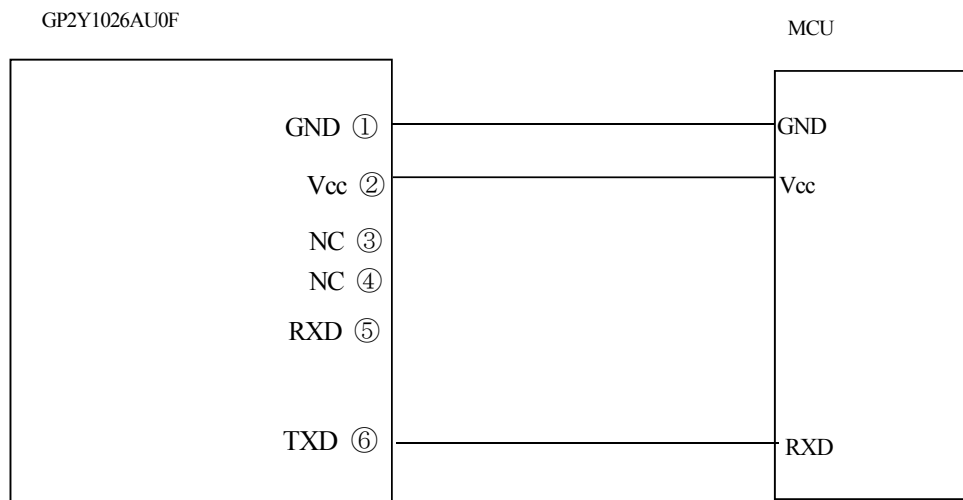 GP2Y1026AU0F
MCU
GND ①
GND
Vcc ②
Vcc
NC ③
NC ④
RXD ⑤
TXD ⑥
RXD